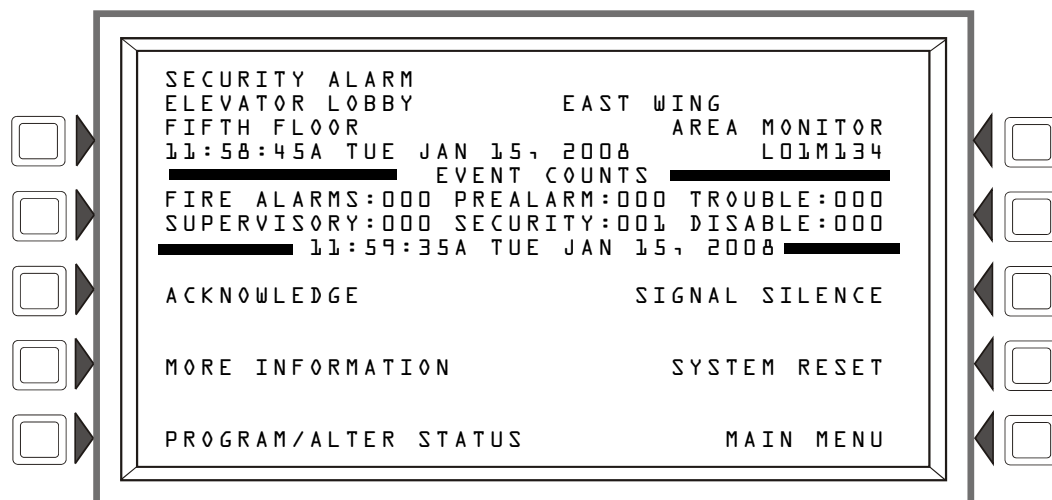 SECURITY ALARM
ELEVATOR LOBBY EAST WING
FIFTH FLOOR AREA MONITOR
11:58:45A TUE JAN 15, 2008 L01M134
EVENT COUNTS
FIRE ALARMS:000 PREALARM:000 TROUBLE:000
SUPERVISORY:000 SECURITY:001 DISABLE:000
11:59:35A TUE JAN 15, 2008
ACKNOWLEDGE SIGNAL SILENCE
MORE INFORMATION SYSTEM RESET
PROGRAM/ALTER STATUS MAIN MENU